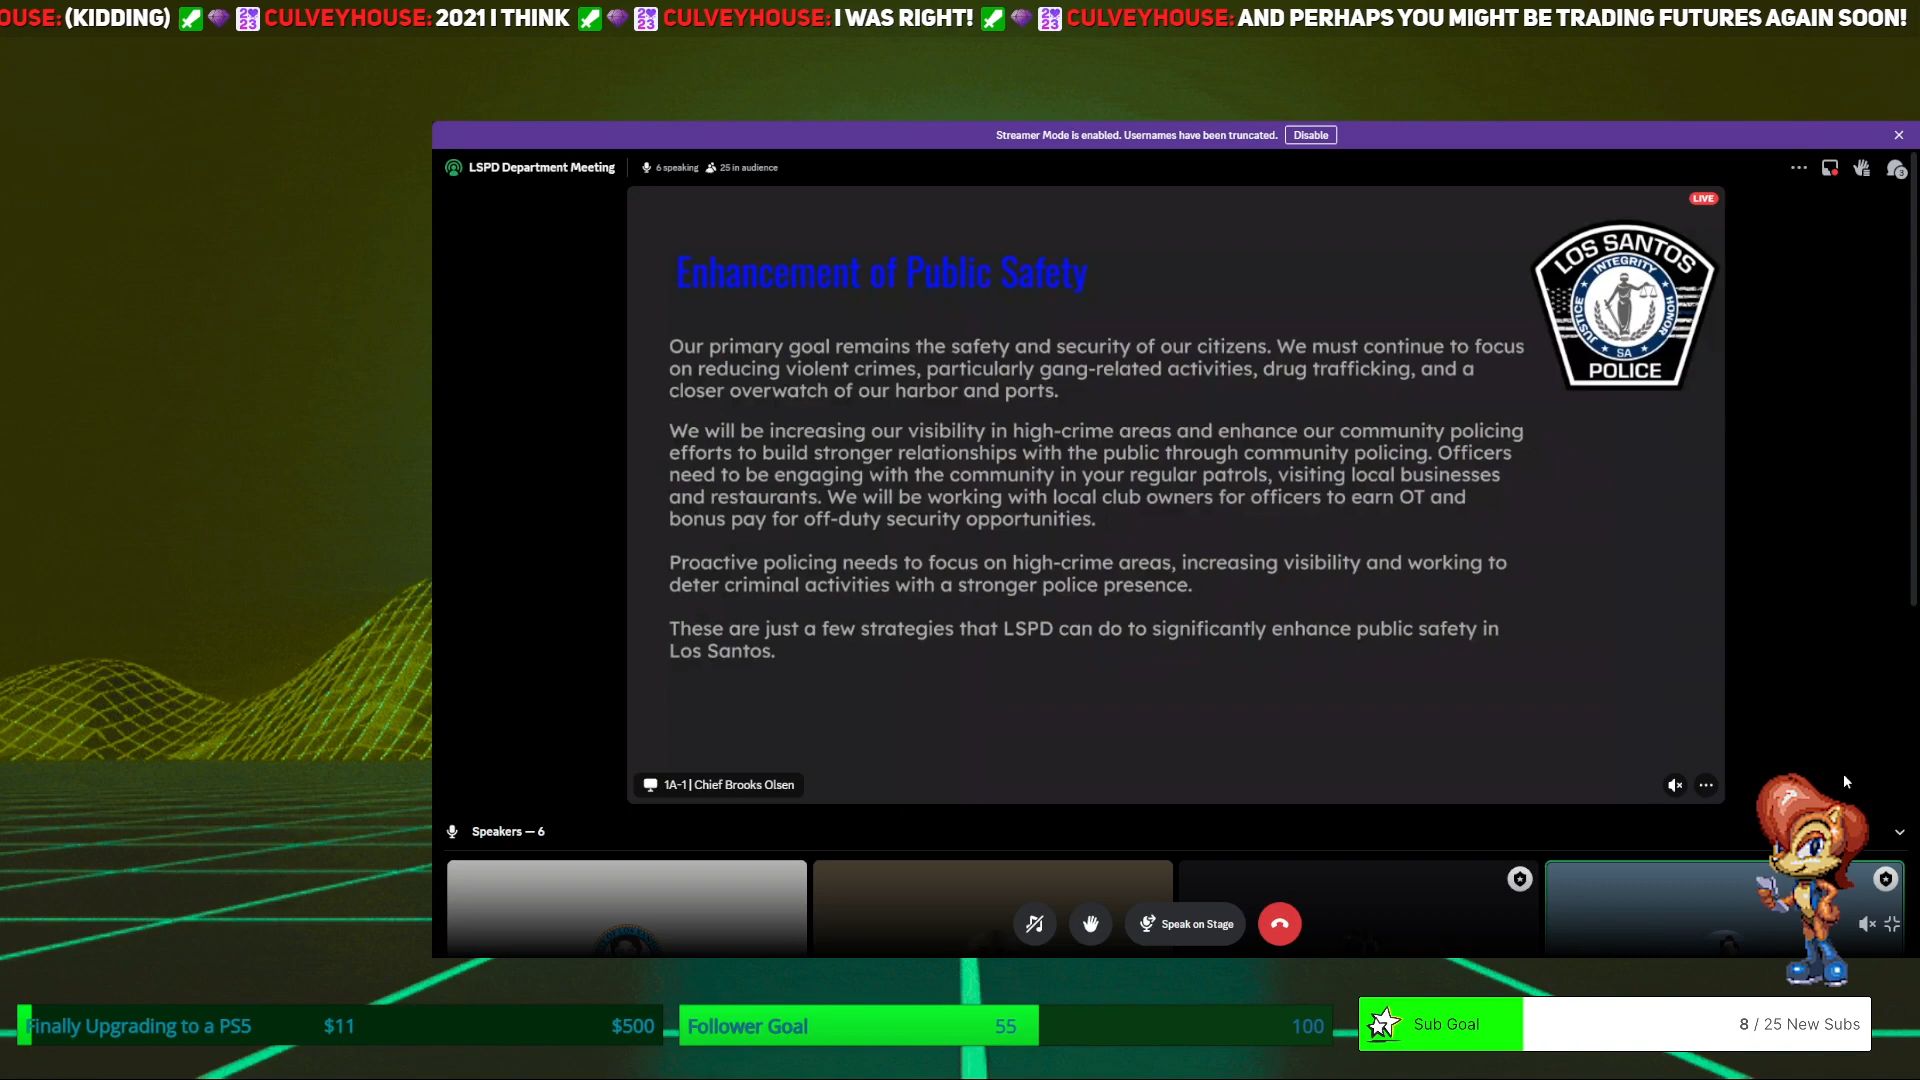 OUSE: (KIDDING) 2023 CULVEYHOUSE: 2021 I THINK 2023 CULVEYHOUSE: I WAS RIGHT! 2023 CULVEYHOUSE: AND PERHAPS YOU MIGHT BE TRADING FUTURES AGAIN SOON!
Streamer Mode is enabled. Usernames have been truncated. Disable
LSPD Department Meeting 6 speaking 25 in audience
3
LIVE
LOS SANTOS
INTEGRITY
JUSTICE
HONOR
SA
POLICE
Enhancement of Public Safety
Our primary goal remains the safety and security of our citizens. We must continue to focus
on reducing violent crimes, particularly gang-related activities, drug trafficking, and a
closer overwatch of our harbor and ports.
We will be increasing our visibility in high-crime areas and enhance our community policing
efforts to build stronger relationships with the public through community policing. Officers
need to be engaging with the community in your regular patrols, visiting local businesses
and restaurants. We will be working with local club owners for officers to earn OT and
bonus pay for off-duty security opportunities.
Proactive policing needs to focus on high-crime areas, increasing visibility and working to
deter criminal activities with a stronger police presence.
These are just a few strategies that LSPD can do to significantly enhance public safety in
Los Santos.
1A-1 | Chief Brooks Olsen
Speakers — 6
Speak on Stage
Finally Upgrading to a PS5 $11 $500
Follower Goal 55 100
Sub Goal 8 / 25 New Subs